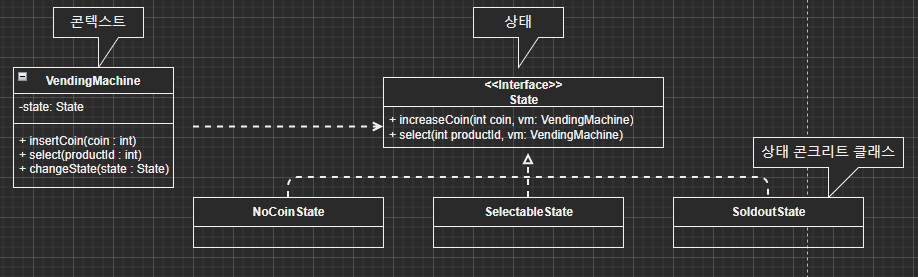 콘텍스트
상태
VendingMachine
-state: State
+ insertCoin(coin : int)
+ select(productId : int)
+ changeState(state : State)
<<Interface>>
State
+ increaseCoin(int coin, vm: VendingMachine)
+ select(int productId, vm: VendingMachine)
상태 콘크리트 클래스
NoCoinState
SelectableState
SoldoutState